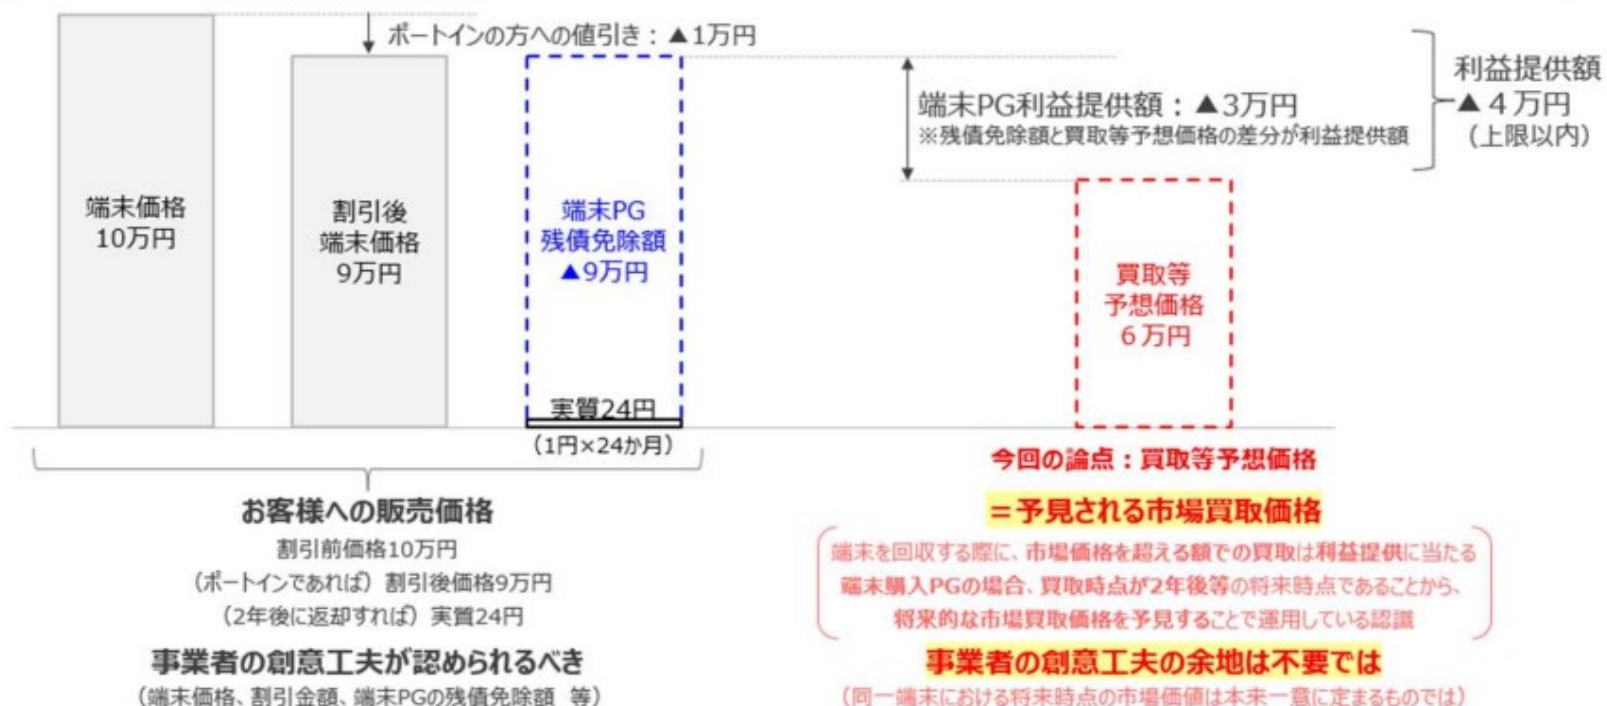 ポートインの方への値引き：▲1万円
利益提供額
▲４万円
（上限以内）
端末PG利益提供額：▲3万円
※残債免除額と買取等予想価格の差分が利益提供額
端末価格
10万円
割引後
端末価格
9万円
端末PG
残債免除額
▲9万円
買取等
予想価格
６万円
実質24円
（1円×24か月）
今回の論点：買取等予想価格
お客様への販売価格
＝予見される市場買取価格
割引前価格10万円
（ポートインであれば）割引後価格9万円
（2年後に返却すれば）実質24円
端末を回収する際に、市場価格を超える額での買取は利益提供に当たる
端末購入PGの場合、買取時点が2年後等の将来時点であることから、
将来的な市場買取価格を予見することで運用している認識
事業者の創意工夫が認められるべき
（端末価格、割引金額、端末PGの残債免除額　等）
事業者の創意工夫の余地は不要では
（同一端末における将来時点の市場価値は本来一意に定まるものでは）